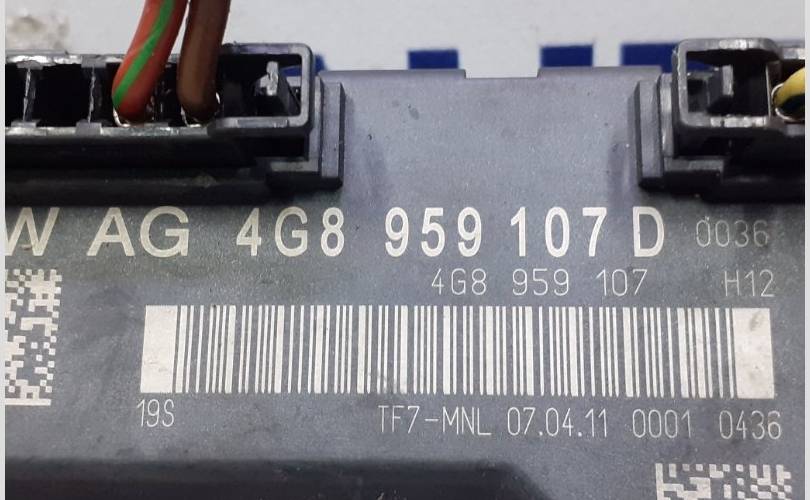 W AG 4G8 959 107 D 0036
4G8 959 107 H12
19S TF7-MNL 07.04.11 0001 0436